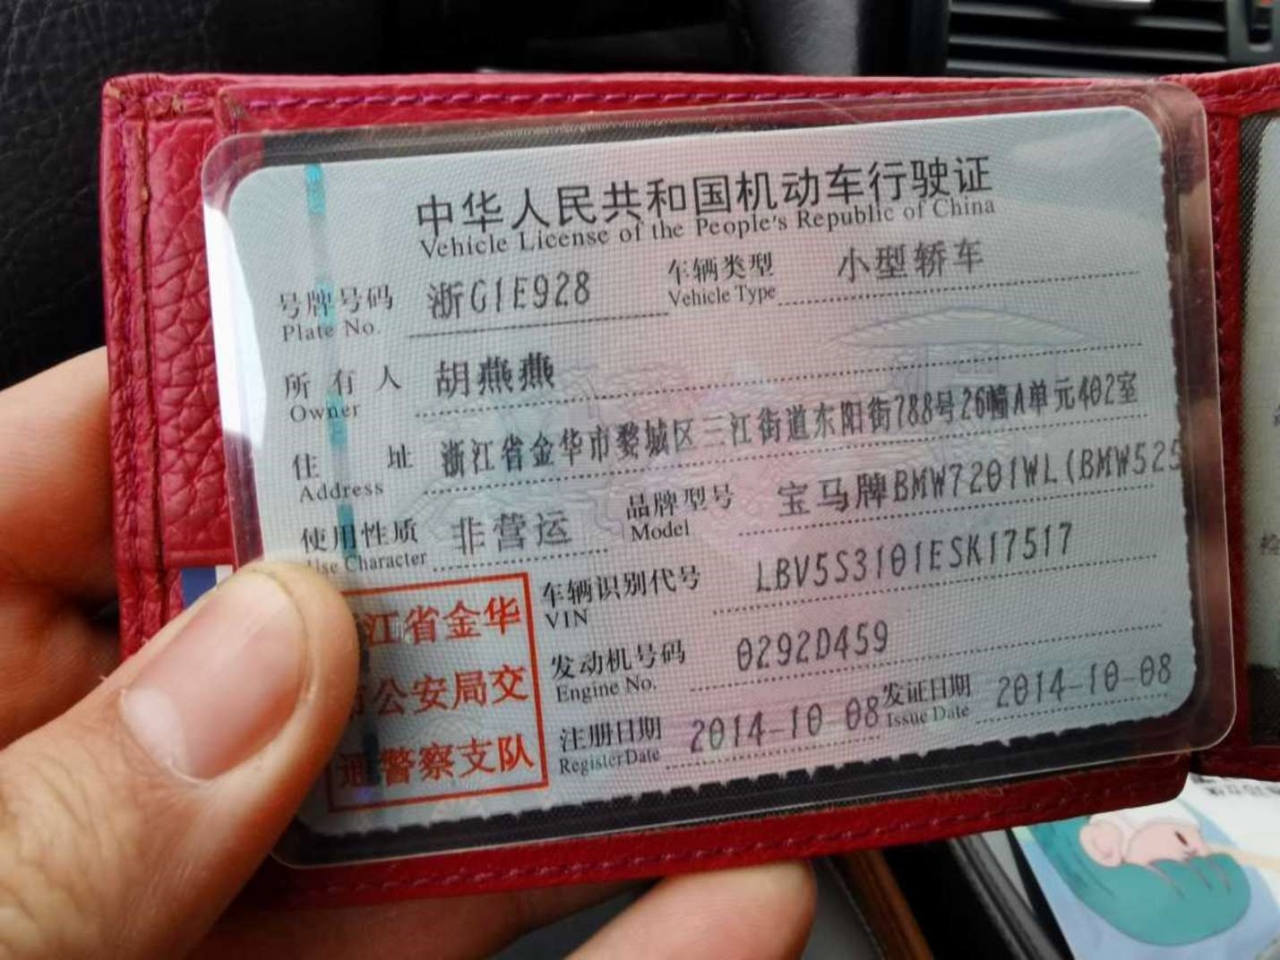 中华人民共和国机动车行驶证
Vehicle License of the People's Republic of China
号牌号码 浙G1E928 车辆类型 小型轿车
Plate No. Vehicle Type
所有人 胡燕燕
Owner
住址 浙江省金华市婺城区三江街道东阳街788号26幢A单元402室
Address
使用性质 非营运 品牌型号 宝马牌BMW7201WL(BMW525
Use Character Model
江省金华 车辆识别代号 LBV5S3101ESK17517
VIN
公安局交 发动机号码 0292D459
Engine No.
通警察支队 注册日期 2014-10-08 发证日期 2014-10-08
Register Date Issue Date